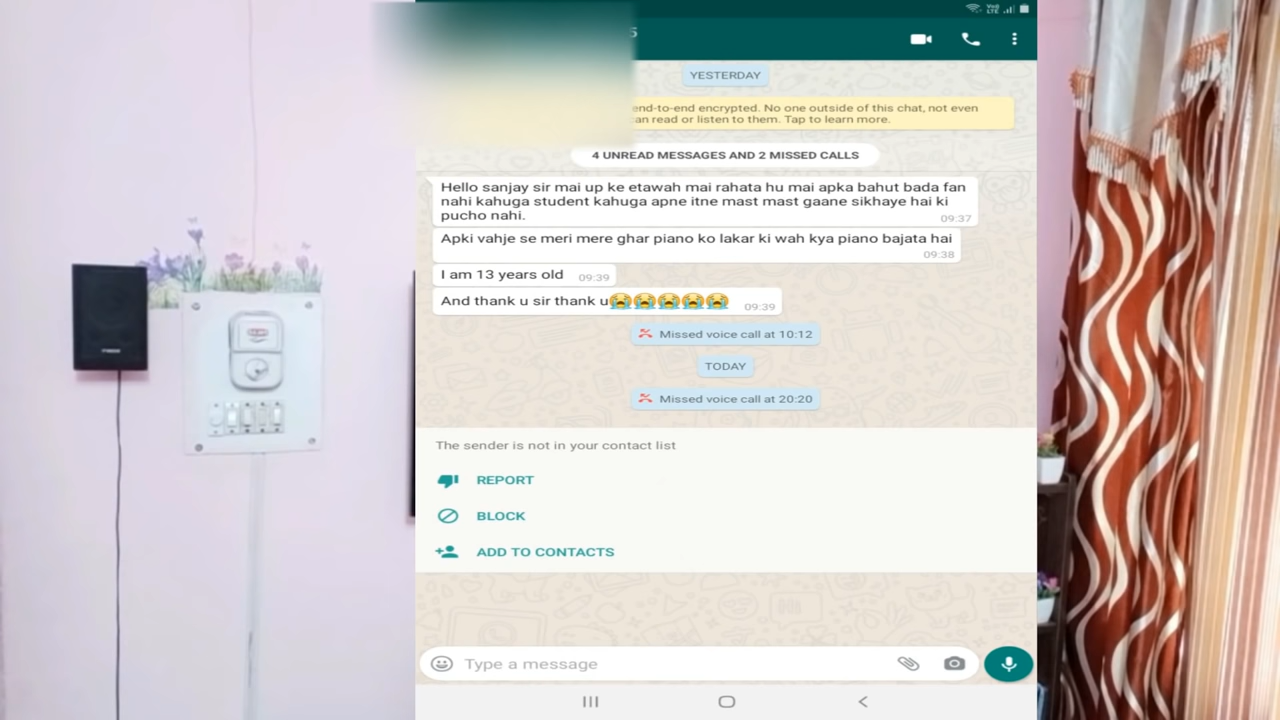 5
YESTERDAY
end-to-end encrypted. No one outside of this chat, not even
can read or listen to them. Tap to learn more.
4 UNREAD MESSAGES AND 2 MISSED CALLS
Hello sanjay sir mai up ke etawah mai rahata hu mai apka bahut bada fan
nahi kahuga student kahuga apne itne mast mast gaane sikhaye hai ki
pucho nahi.
09:37
Apki vahje se meri mere ghar piano ko lakar ki wah kya piano bajata hai
09:38
I am 13 years old 09:39
And thank u sir thank u😭😭😭😭😭 09:39
Missed voice call at 10:12
TODAY
Missed voice call at 20:20
The sender is not in your contact list
REPORT
BLOCK
ADD TO CONTACTS
Type a message